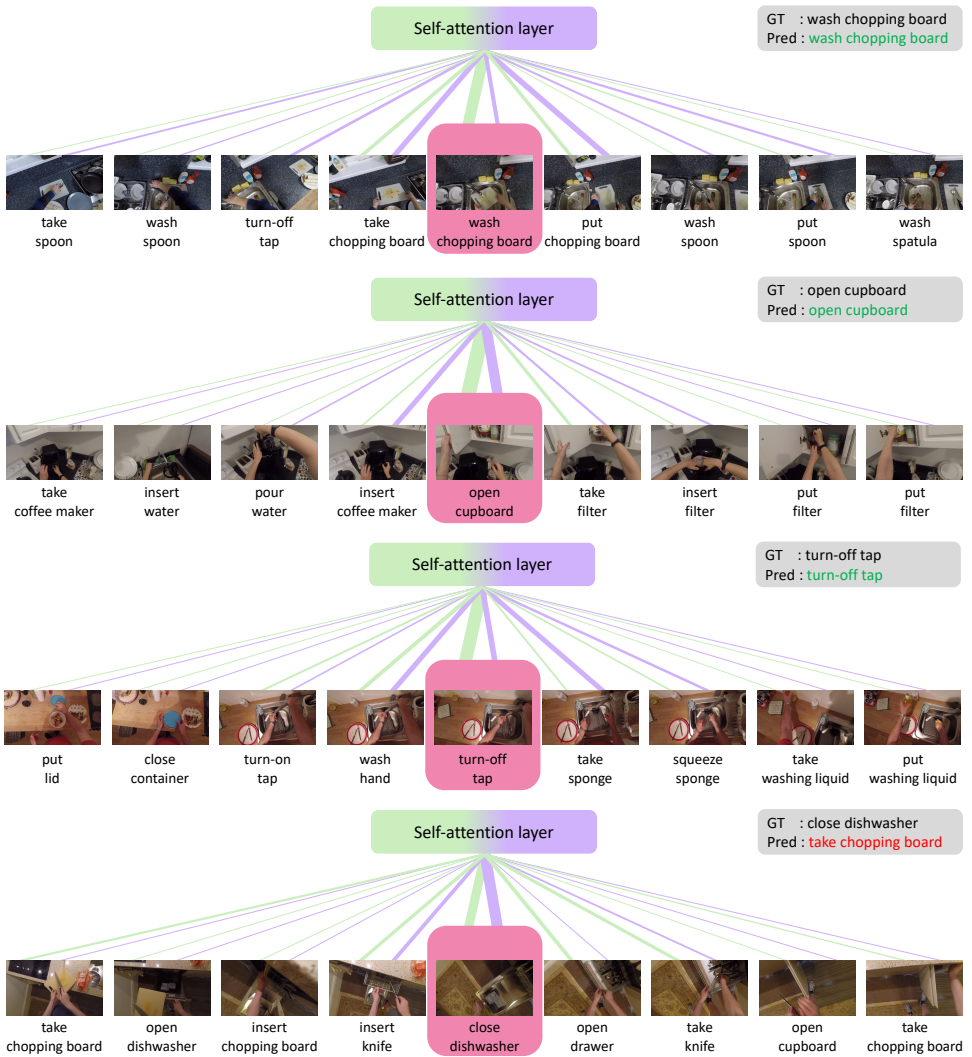 Self-attention layer
GT : wash chopping board
Pred : wash chopping board
take spoon
wash spoon
turn-off tap
take chopping board
wash chopping board
put chopping board
wash spoon
put spoon
wash spatula
Self-attention layer
GT : open cupboard
Pred : open cupboard
take coffee maker
insert water
pour water
insert coffee maker
open cupboard
take filter
insert filter
put filter
put filter
Self-attention layer
GT : turn-off tap
Pred : turn-off tap
put lid
close container
turn-on tap
wash hand
turn-off tap
take sponge
squeeze sponge
take washing liquid
put washing liquid
Self-attention layer
GT : close dishwasher
Pred : take chopping board
take chopping board
open dishwasher
insert chopping board
insert knife
close dishwasher
open drawer
take knife
open cupboard
take chopping board